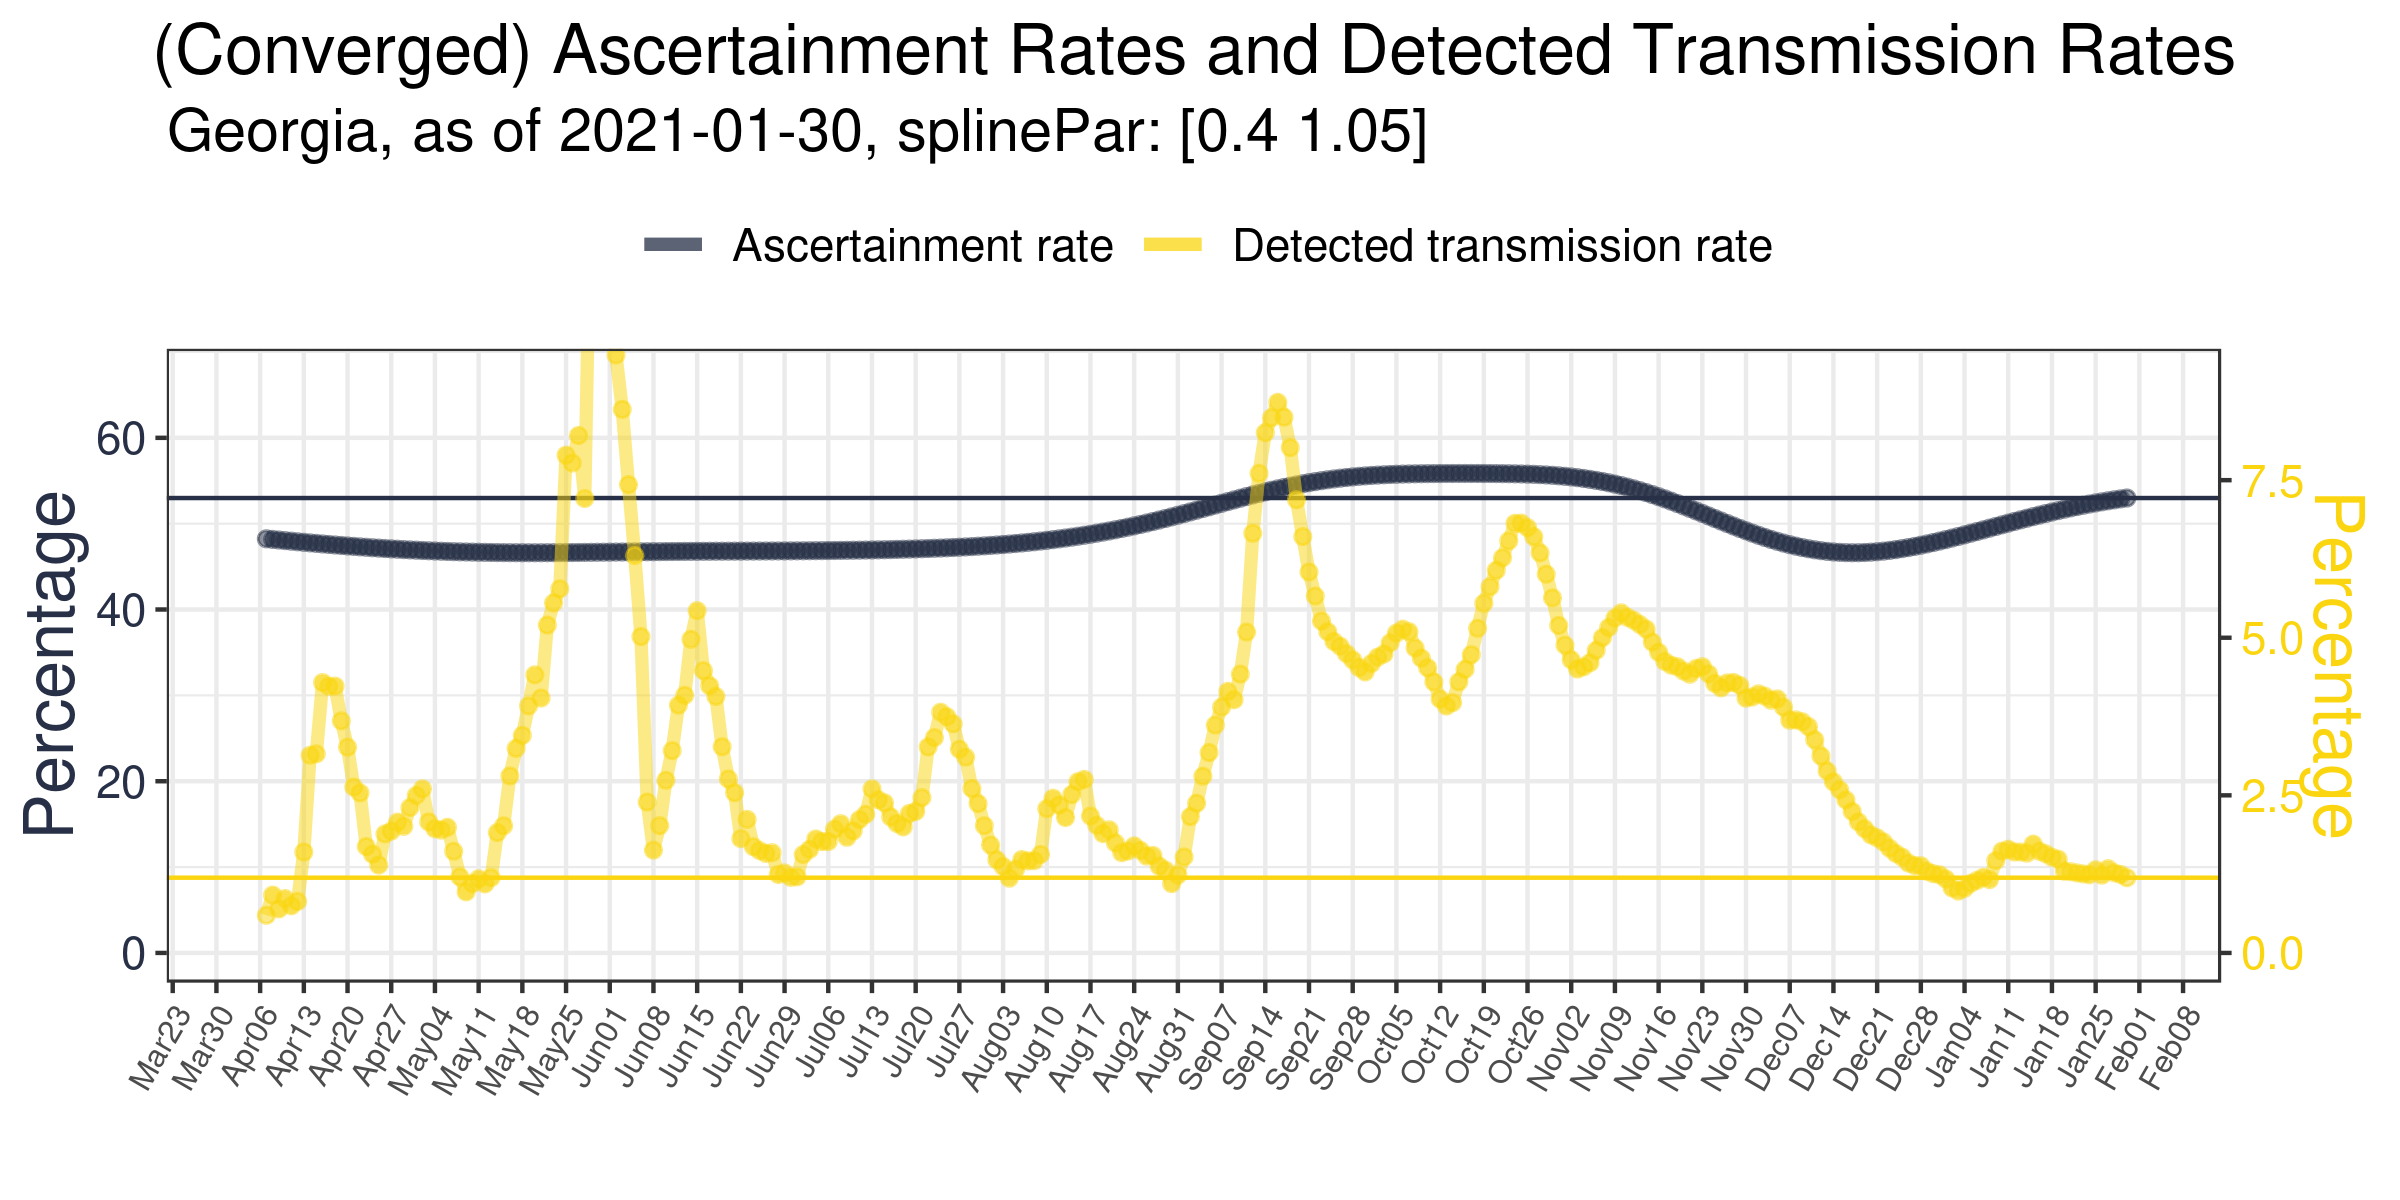 (Converged) Ascertainment Rates and Detected Transmission Rates
Georgia, as of 2021-01-30, splinePar: [0.4 1.05]
Ascertainment rate
Detected transmission rate
Percentage
60
40
20
0
7.5
5.0
2.5
0.0
Percentage
Mar23
Mar30
Apr06
Apr13
Apr20
Apr27
May04
May11
May18
May25
Jun01
Jun08
Jun15
Jun22
Jun29
Jul06
Jul13
Jul20
Jul27
Aug03
Aug10
Aug17
Aug24
Aug31
Sep07
Sep14
Sep21
Sep28
Oct05
Oct12
Oct19
Oct26
Nov02
Nov09
Nov16
Nov23
Nov30
Dec07
Dec14
Dec21
Dec28
Jan04
Jan11
Jan18
Jan25
Feb01
Feb08